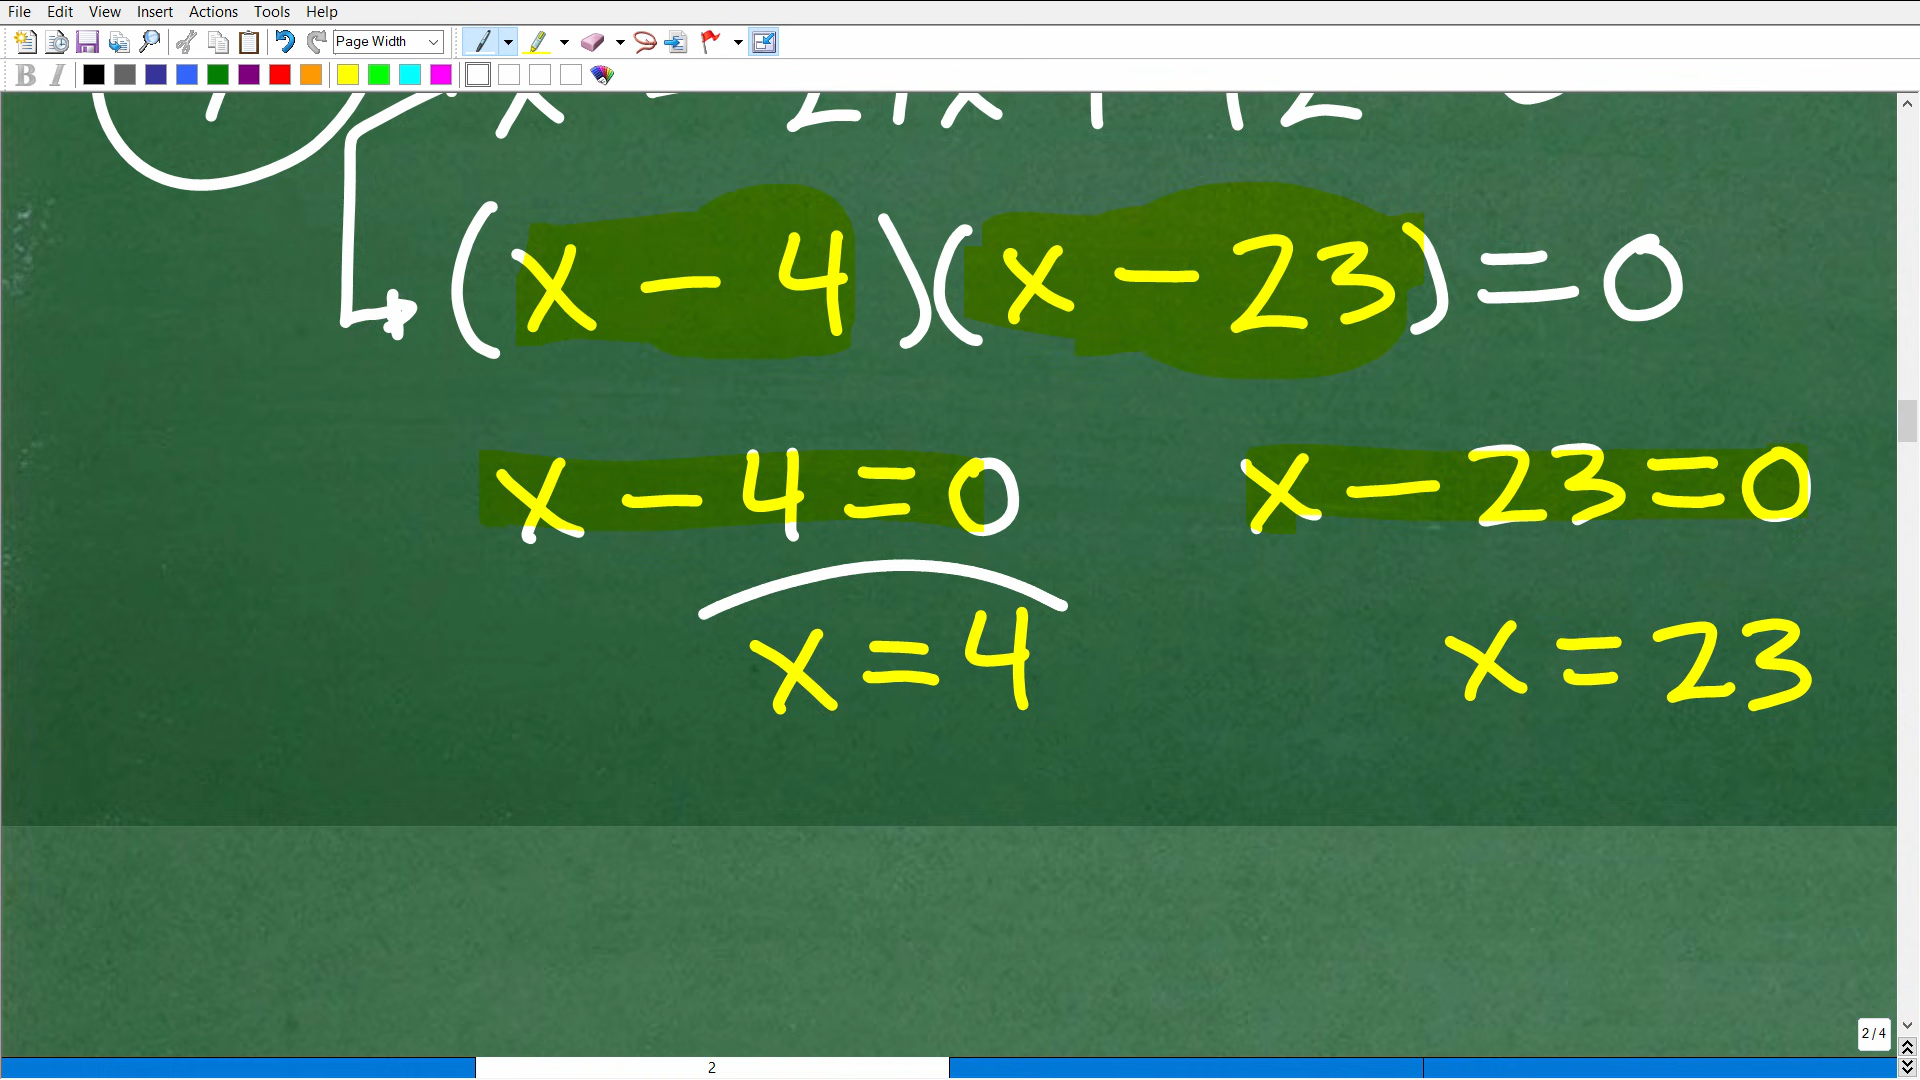 File Edit View Insert Actions Tools Help
Page Width
B I
(x - 4)(x - 23) = 0
x - 4 = 0 x - 23 = 0
x = 4 x = 23
2 / 4
2